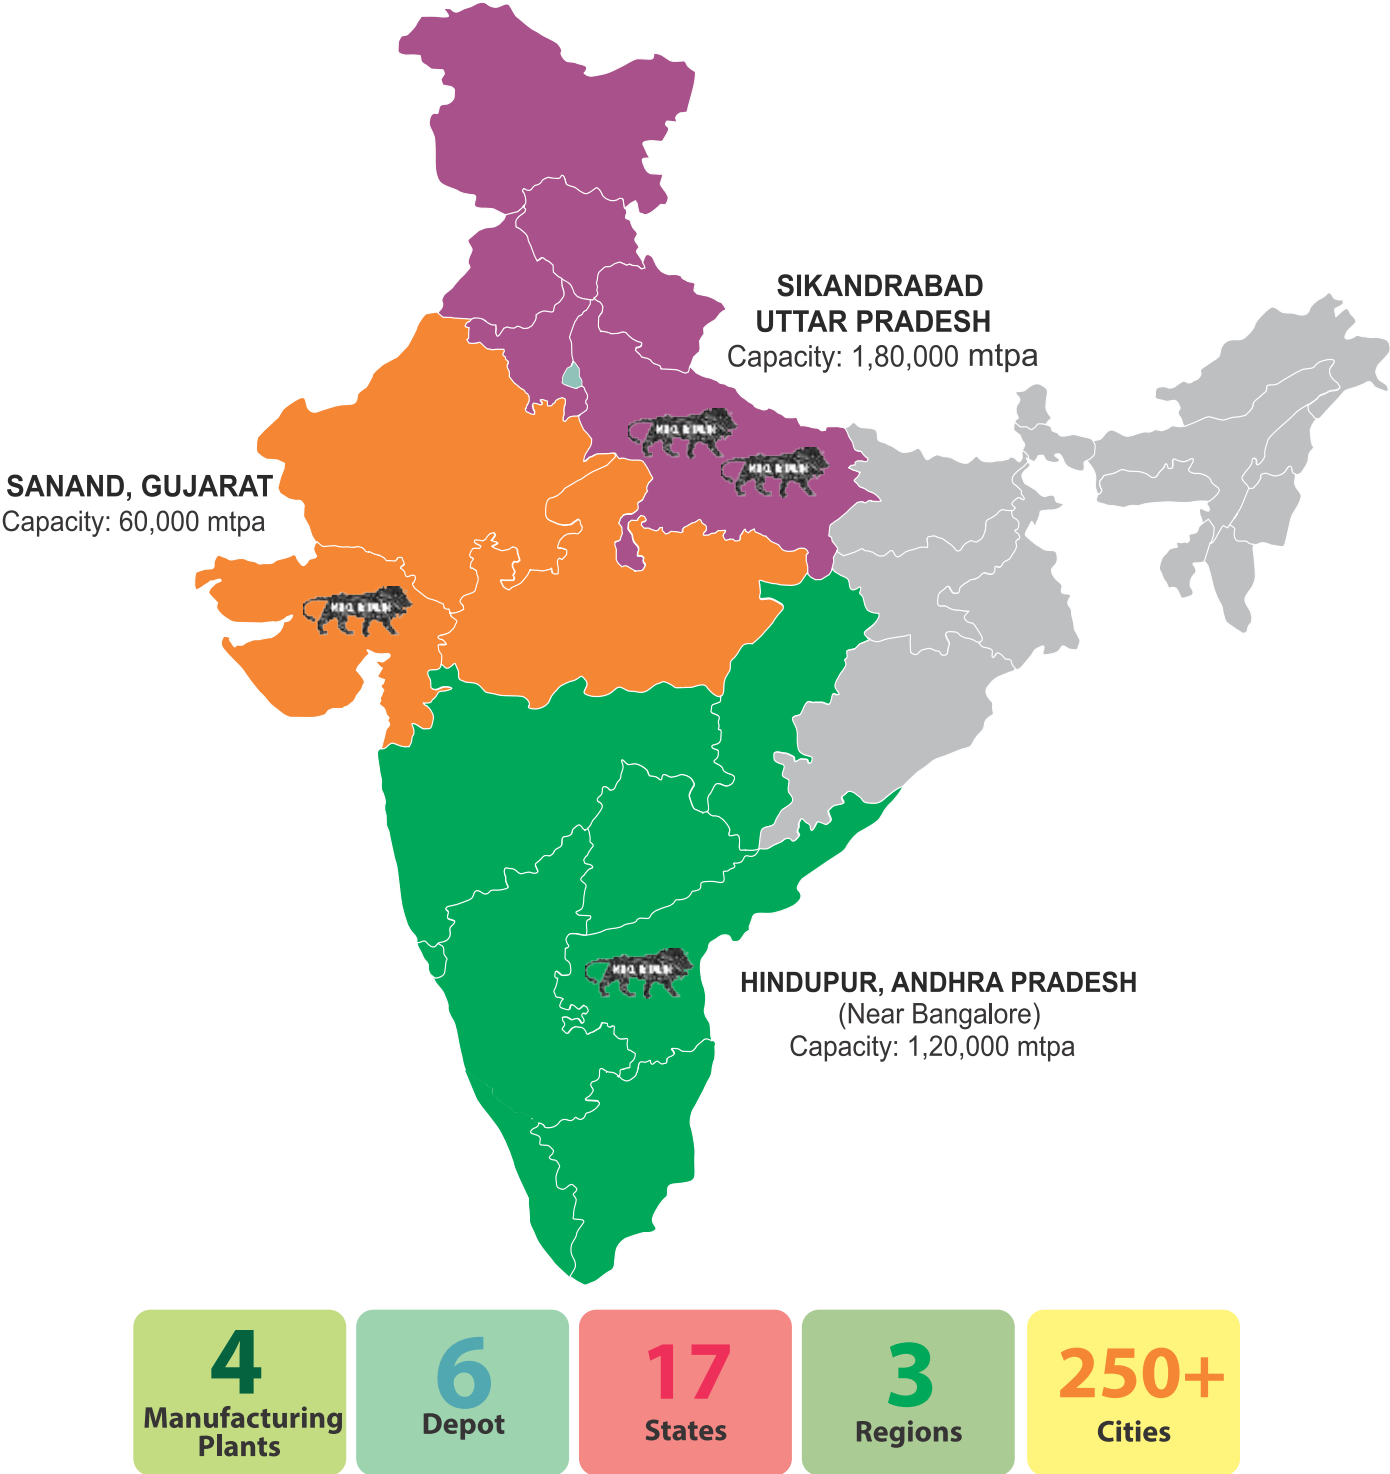 SIKANDRABAD
UTTAR PRADESH
Capacity: 1,80,000 mtpa
SANAND, GUJARAT
Capacity: 60,000 mtpa
HINDUPUR, ANDHRA PRADESH
(Near Bangalore)
Capacity: 1,20,000 mtpa
4
Manufacturing
Plants
6
Depot
17
States
3
Regions
250+
Cities